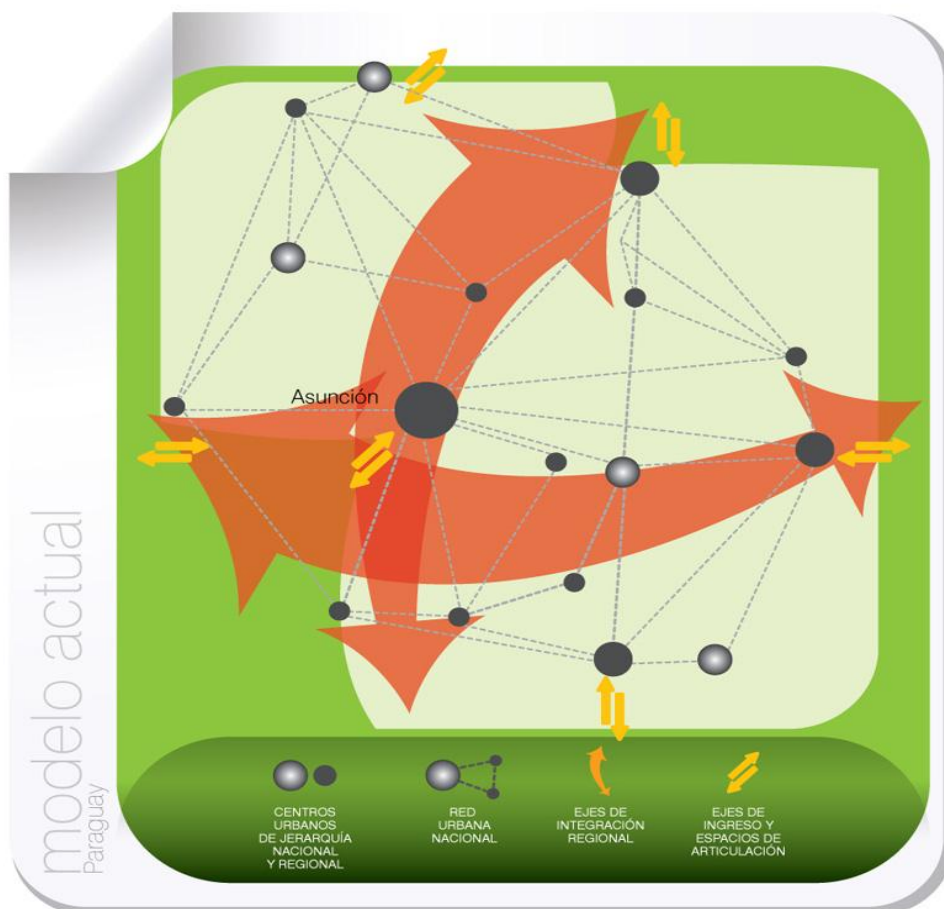 Asunción
modelo actual
Paraguay
CENTROS
URBANOS
DE JERARQUÍA
NACIONAL
Y REGIONAL
RED
URBANA
NACIONAL
EJES DE
INTEGRACIÓN
REGIONAL
EJES DE
INGRESO Y
ESPACIOS DE
ARTICULACIÓN